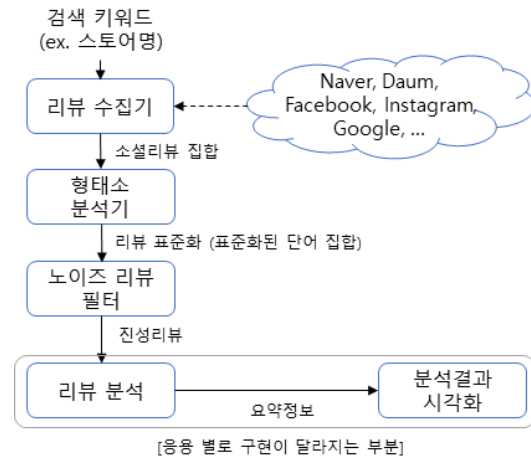 검색 키워드
(ex. 스토어명)
리뷰 수집기
Naver, Daum,
Facebook, Instagram,
Google, ...
소셜리뷰 집합
형태소
분석기
리뷰 표준화 (표준화된 단어 집합)
노이즈 리뷰
필터
진성리뷰
리뷰 분석
요약정보
분석결과
시각화
[응용 별로 구현이 달라지는 부분]